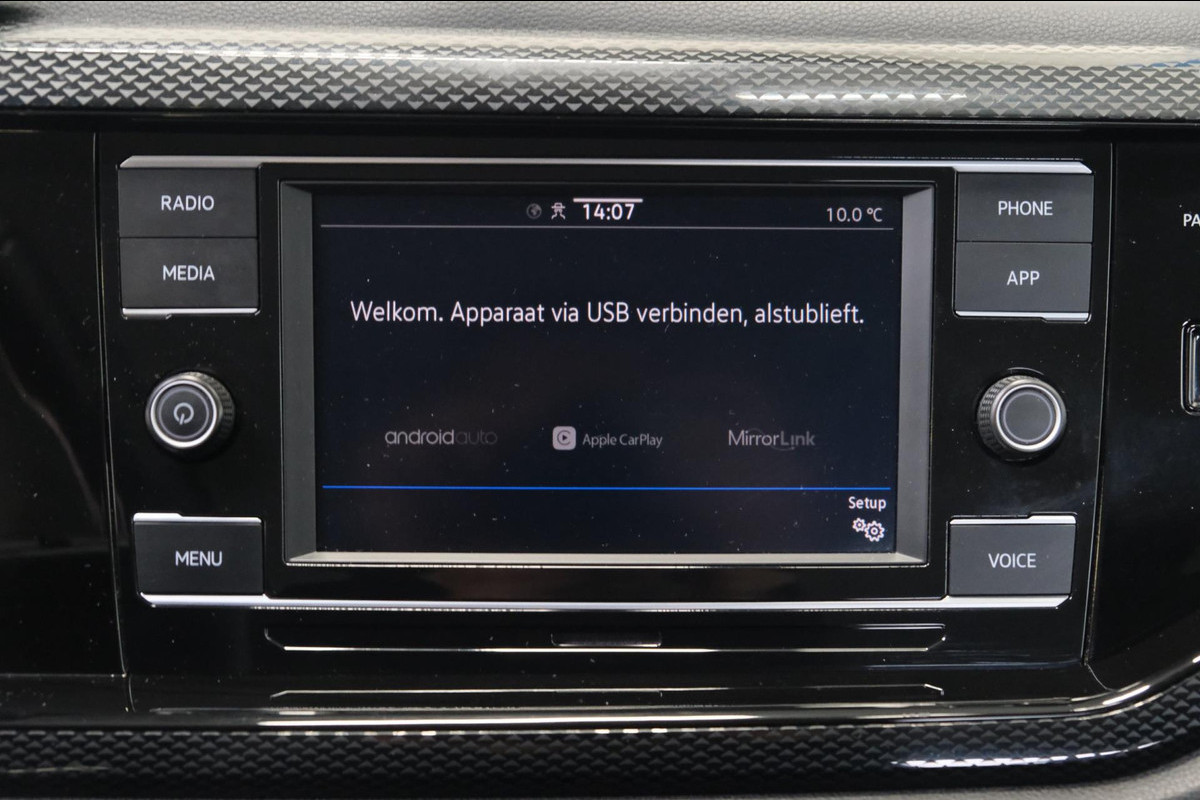 RADIO
MEDIA
MENU
14:07
10.0 °C
Welkom. Apparaat via USB verbinden, alstublieft.
androidauto
Apple CarPlay
MirrorLink
Setup
PHONE
APP
VOICE
PA